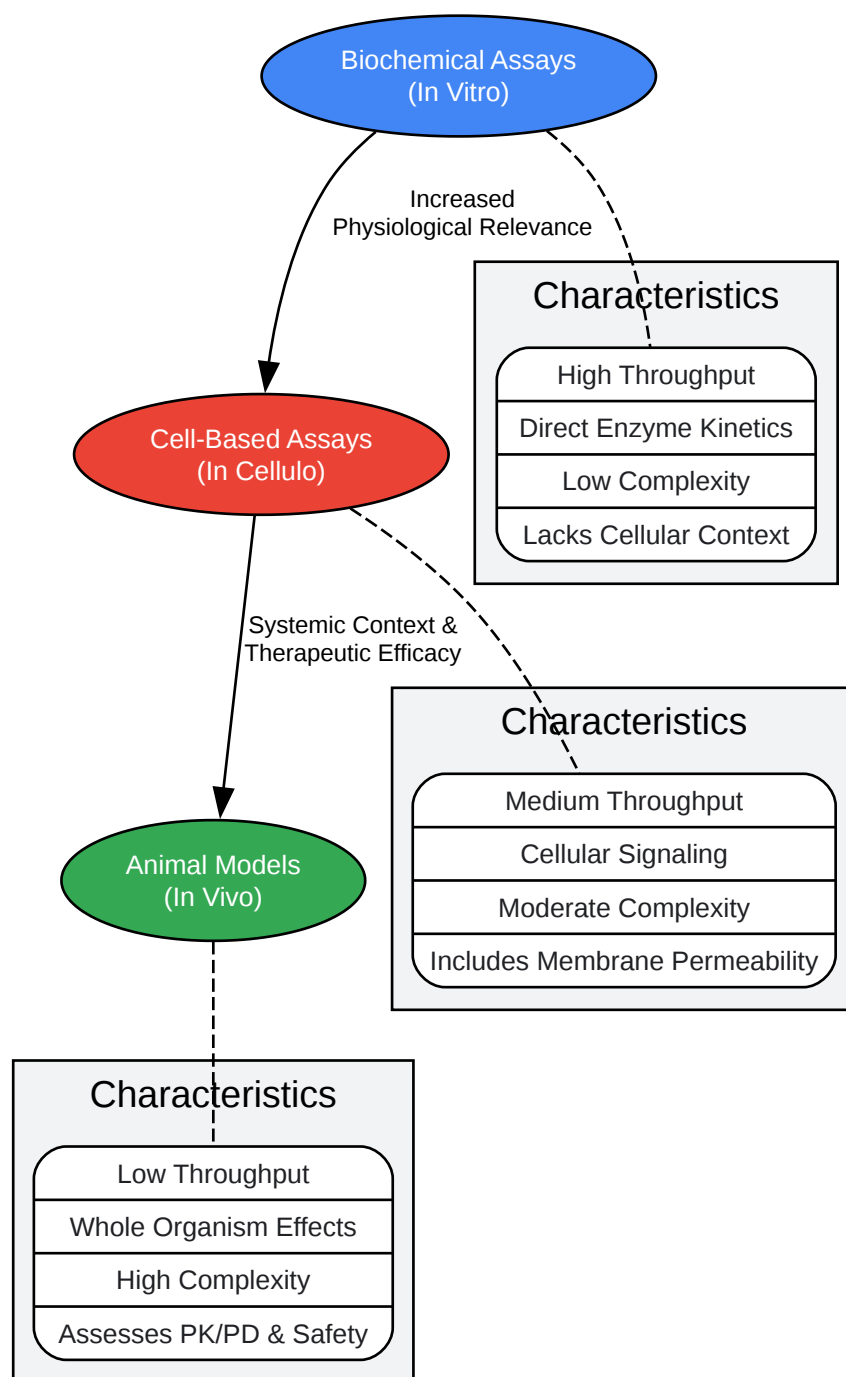 Biochemical Assays
(In Vitro)
Increased
Physiological Relevance
Characteristics
High Throughput
Direct Enzyme Kinetics
Low Complexity
Lacks Cellular Context
Cell-Based Assays
(In Cellulo)
Systemic Context &
Therapeutic Efficacy
Characteristics
Medium Throughput
Cellular Signaling
Moderate Complexity
Includes Membrane Permeability
Animal Models
(In Vivo)
Characteristics
Low Throughput
Whole Organism Effects
High Complexity
Assesses PK/PD & Safety